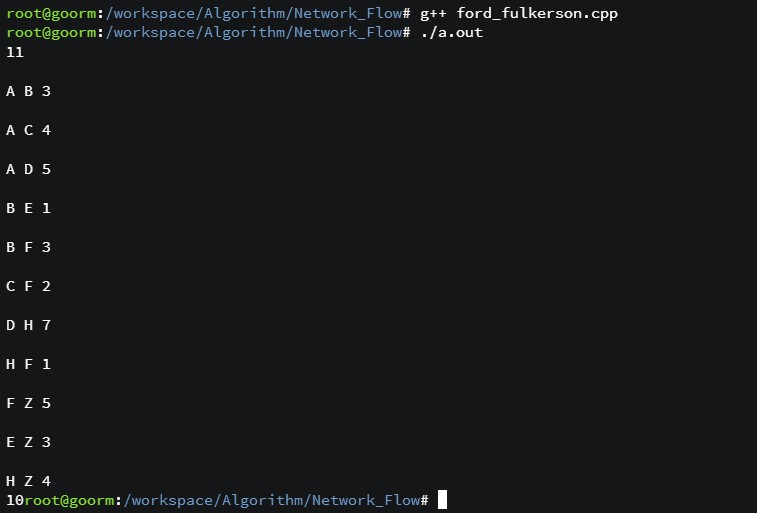 root@goorm:/workspace/Algorithm/Network_Flow# g++ ford_fulkerson.cpp
root@goorm:/workspace/Algorithm/Network_Flow# ./a.out
11
A B 3
A C 4
A D 5
B E 1
B F 3
C F 2
D H 7
H F 1
F Z 5
E Z 3
H Z 4
10root@goorm:/workspace/Algorithm/Network_Flow#